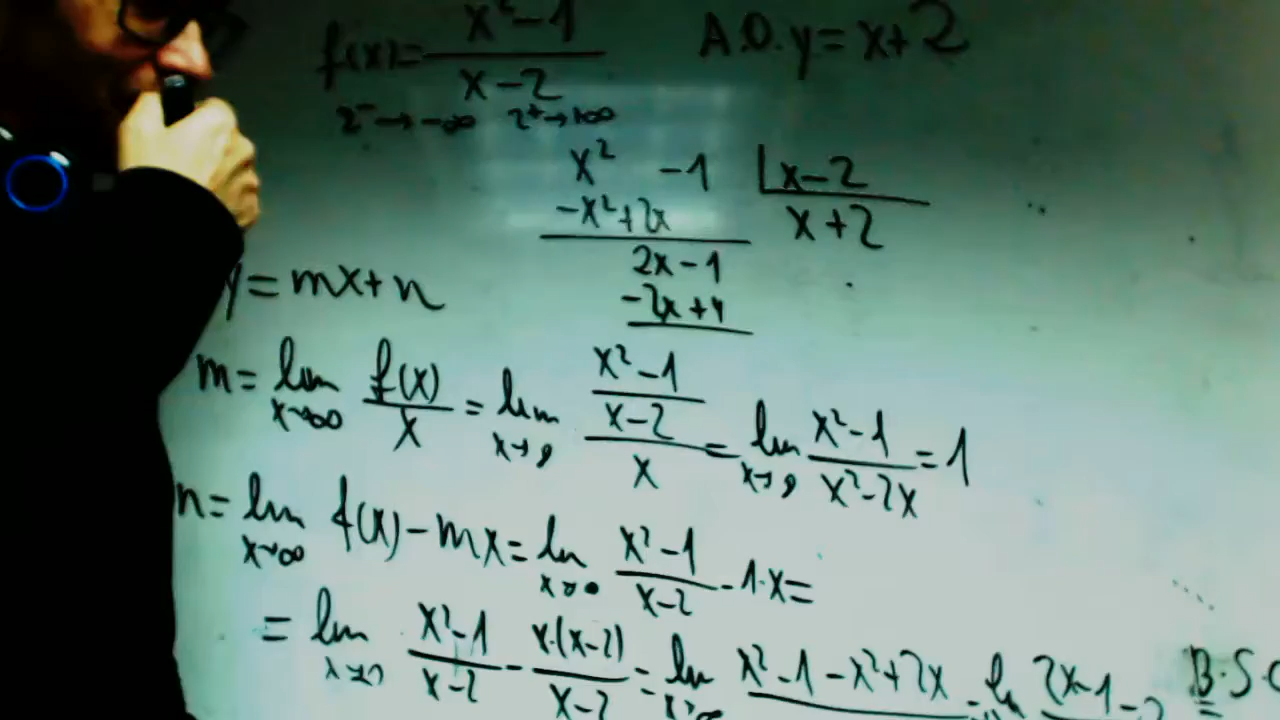 f(x) = (x² - 1)/(x - 2)    A.O. y = x + 2
2⁻ → -∞   2⁺ → +∞
x²   -1   | x - 2
-x² + 2x   x + 2
2x - 1
-2x + 4
y = mx + n
m = lim x→∞ f(x)/x = lim x→∞ ((x² - 1)/(x - 2))/x = lim x→∞ (x² - 1)/(x² - 2x) = 1
n = lim x→∞ f(x) - mx = lim x→∞ (x² - 1)/(x - 2) - 1·x =
= lim x→∞ (x² - 1)/(x - 2) - x·(x - 2)/(x - 2) = lim x→∞ x² - 1 - x² + 2x = lim 2x - 1 = 2   B.S.